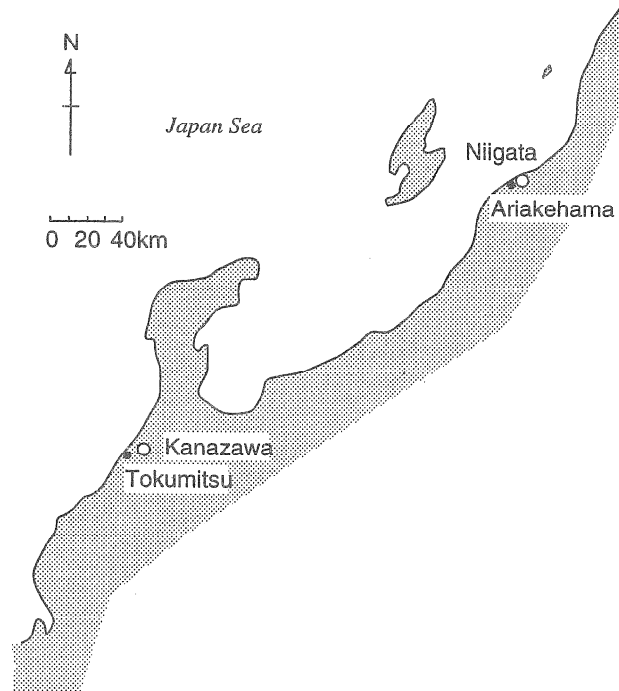 N
Japan Sea
Niigata
Ariakehama
0 20 40km
Kanazawa
Tokumitsu